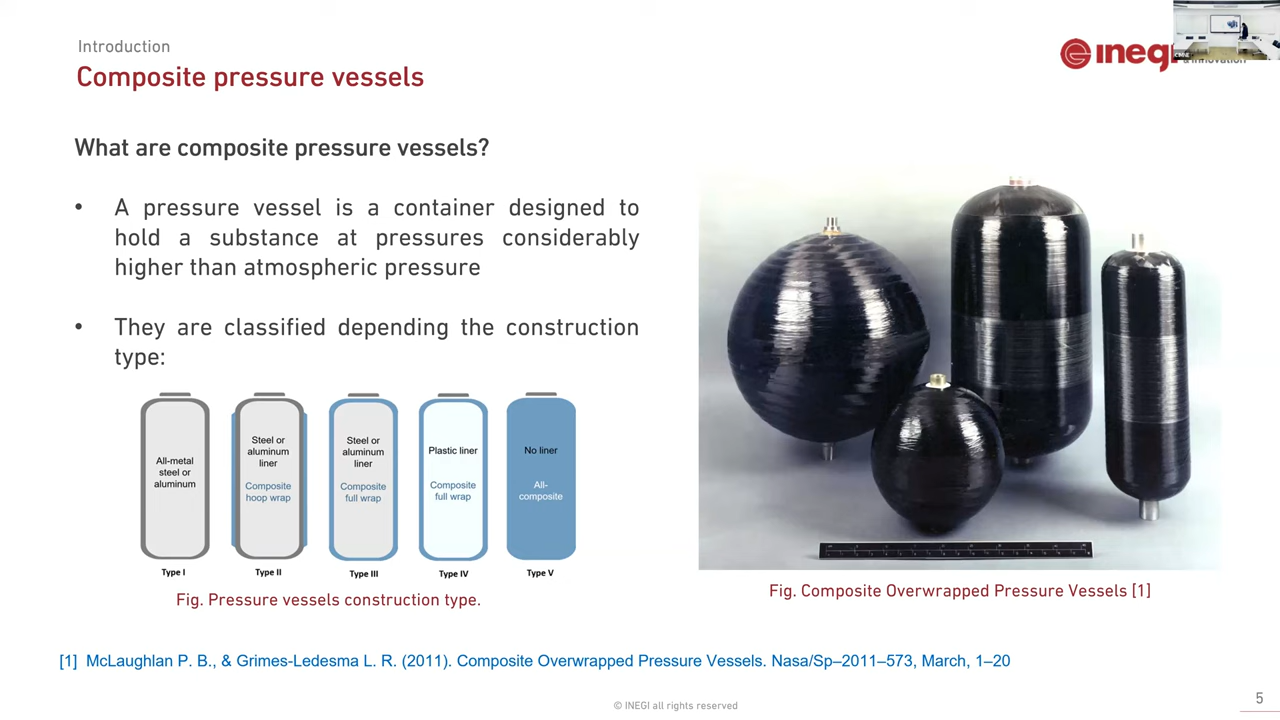 Introduction
Composite pressure vessels
inegi
& innovation
What are composite pressure vessels?
• A pressure vessel is a container designed to
hold a substance at pressures considerably
higher than atmospheric pressure
• They are classified depending the construction
type:
All-metal
steel or
aluminum
Type I
Steel or
aluminum
liner
Composite
hoop wrap
Type II
Steel or
aluminum
liner
Composite
full wrap
Type III
Plastic liner
Composite
full wrap
Type IV
No liner
All-
composite
Type V
Fig. Pressure vessels construction type.
Fig. Composite Overwrapped Pressure Vessels [1]
[1] McLaughlan P. B., & Grimes-Ledesma L. R. (2011). Composite Overwrapped Pressure Vessels. Nasa/Sp–2011–573, March, 1–20
© INEGI all rights reserved
5